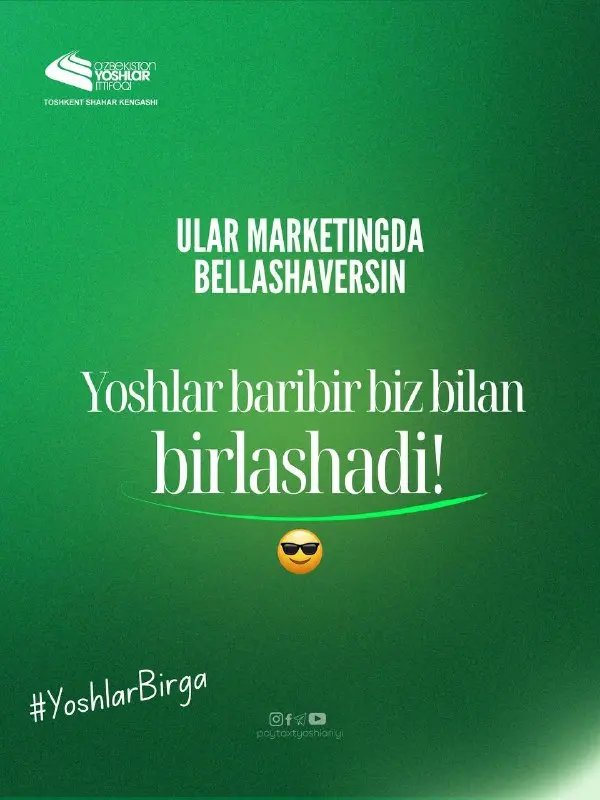 O'ZBEKISTON
YOSHLAR
ITTIFOQI
TOSHKENT SHAHAR KENGASHI
ULAR MARKETINGDA
BELLASHAVERSIN
Yoshlar baribir biz bilan
birlashadi!
#YoshlarBirga
poytaxtyoshlariyi